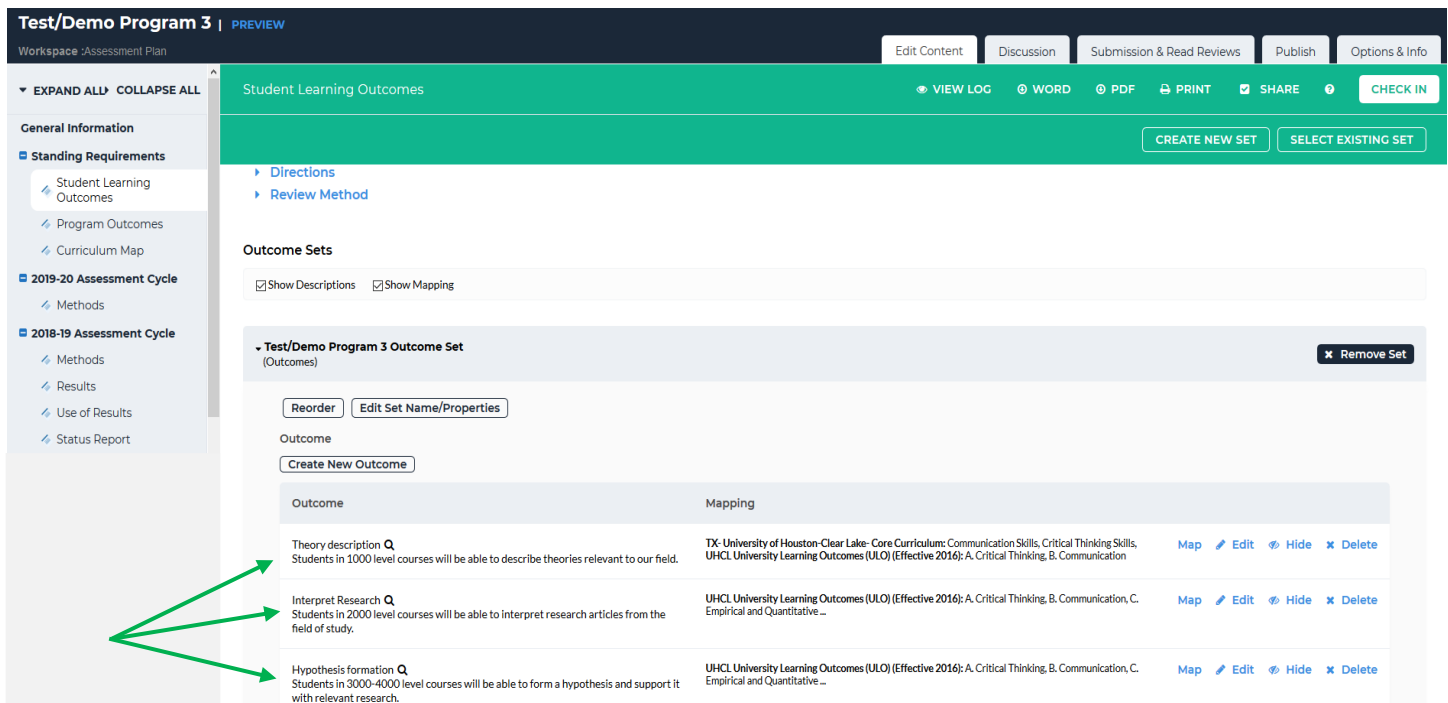 Test/Demo Program 3 | PREVIEW
Workspace :Assessment Plan
Edit Content
Discussion
Submission & Read Reviews
Publish
Options & Info
EXPAND ALL COLLAPSE ALL
General Information
Standing Requirements
Student Learning
Outcomes
Program Outcomes
Curriculum Map
2019-20 Assessment Cycle
Methods
2018-19 Assessment Cycle
Methods
Results
Use of Results
Status Report
Student Learning Outcomes
VIEW LOG
WORD
PDF
PRINT
SHARE
?
CHECK IN
CREATE NEW SET
SELECT EXISTING SET
Directions
Review Method
Outcome Sets
Show Descriptions Show Mapping
Test/Demo Program 3 Outcome Set
(Outcomes)
Remove Set
Reorder
Edit Set Name/Properties
Outcome
Create New Outcome
Outcome
Mapping
Theory description
Students in 1000 level courses will be able to describe theories relevant to our field.
TX- University of Houston-Clear Lake- Core Curriculum: Communication Skills, Critical Thinking Skills,
UHCL University Learning Outcomes (ULO) (Effective 2016): A. Critical Thinking, B. Communication
Map Edit Hide Delete
Interpret Research
Students in 2000 level courses will be able to interpret research articles from the
field of study.
UHCL University Learning Outcomes (ULO) (Effective 2016): A. Critical Thinking, B. Communication, C.
Empirical and Quantitative ...
Map Edit Hide Delete
Hypothesis formation
Students in 3000-4000 level courses will be able to form a hypothesis and support it
with relevant research.
UHCL University Learning Outcomes (ULO) (Effective 2016): A. Critical Thinking, B. Communication, C.
Empirical and Quantitative ...
Map Edit Hide Delete